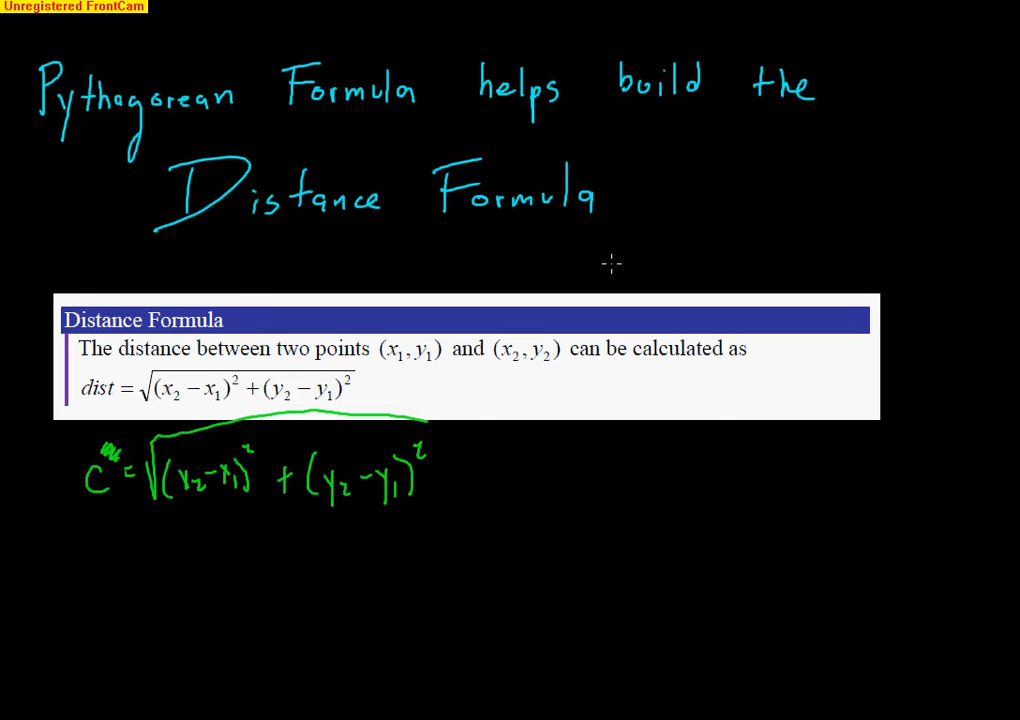 Unregistered FrontCam
Pythagorean Formula helps build the
Distance Formula
Distance Formula
The distance between two points (x₁, y₁) and (x₂, y₂) can be calculated as
dist = √((x₂ − x₁)² + (y₂ − y₁)²)
C = √((x₂ − x₁)² + (y₂ − y₁)²)